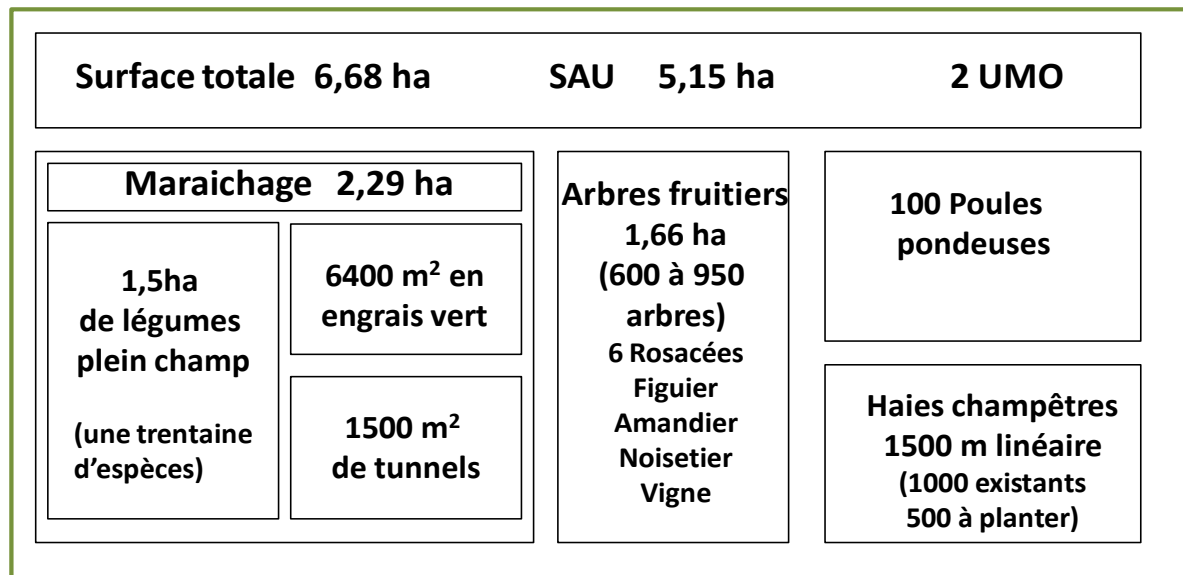 Surface totale 6,68 ha SAU 5,15 ha 2 UMO
Maraichage 2,29 ha
1,5ha
de légumes
plein champ
(une trentaine
d’espèces)
6400 m² en
engrais vert
1500 m²
de tunnels
Arbres fruitiers
1,66 ha
(600 à 950
arbres)
6 Rosacées
Figuier
Amandier
Noisetier
Vigne
100 Poules
pondeuses
Haies champêtres
1500 m linéaire
(1000 existants
500 à planter)